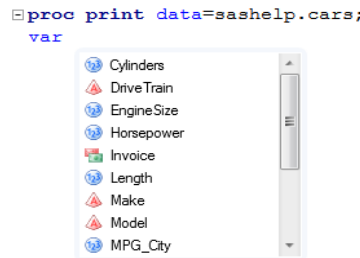 proc print data=sashelp.cars;
var
Cylinders
DriveTrain
EngineSize
Horsepower
Invoice
Length
Make
Model
MPG_City